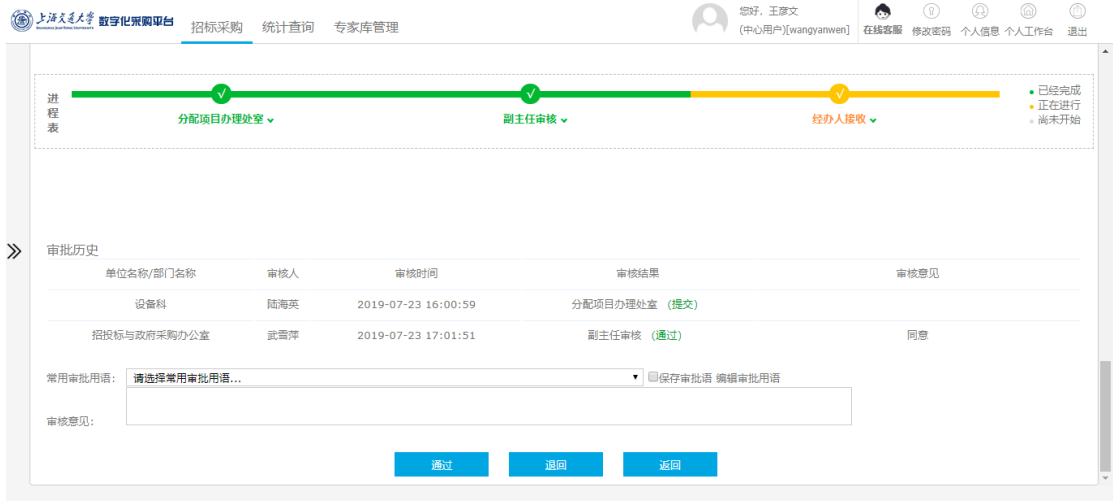 上海交通大学 数字化采购平台 招标采购 统计查询 专家库管理
您好，王彦文
(中心用户)[wangyanwen]
在线客服 修改密码 个人信息 个人工作台 退出
进程表
分配项目办理处室 副主任审核 经办人接收
已经完成
正在进行
尚未开始
审批历史
单位名称/部门名称 审核人 审核时间 审核结果 审核意见
设备科 陆海英 2019-07-23 16:00:59 分配项目办理处室 (提交)
招投标与政府采购办公室 武雪萍 2019-07-23 17:01:51 副主任审核 (通过) 同意
常用审批用语： 请选择常用审批用语... 保存审批语 编辑审批用语
审核意见：
通过 退回 返回